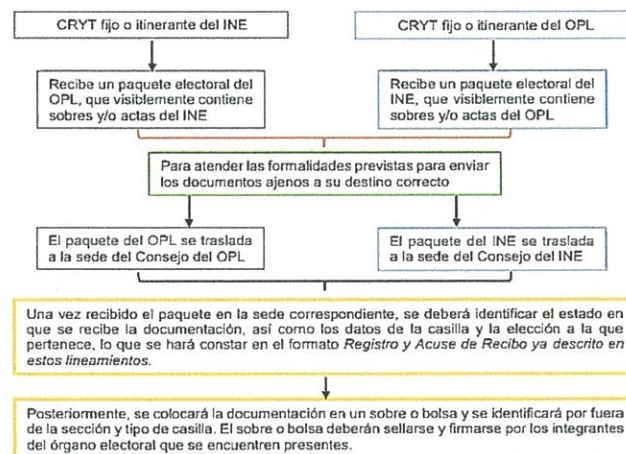 CRYT fijo o itinerante del INE
CRYT fijo o itinerante del OPL
Recibe un paquete electoral del
OPL, que visiblemente contiene
sobres y/o actas del INE
Recibe un paquete electoral del
INE, que visiblemente contiene
sobres y/o actas del OPL
Para atender las formalidades previstas para enviar
los documentos ajenos a su destino correcto
El paquete del OPL se traslada
a la sede del Consejo del OPL
El paquete del INE se traslada
a la sede del Consejo del INE
Una vez recibido el paquete en la sede correspondiente, se deberá identificar el estado en
que se recibe la documentación, así como los datos de la casilla y la elección a la que
pertenece, lo que se hará constar en el formato Registro y Acuse de Recibo ya descrito en
estos lineamientos.
Posteriormente, se colocará la documentación en un sobre o bolsa y se identificará por fuera
de la sección y tipo de casilla. El sobre o bolsa deberán sellarse y firmarse por los integrantes
del órgano electoral que se encuentren presentes.